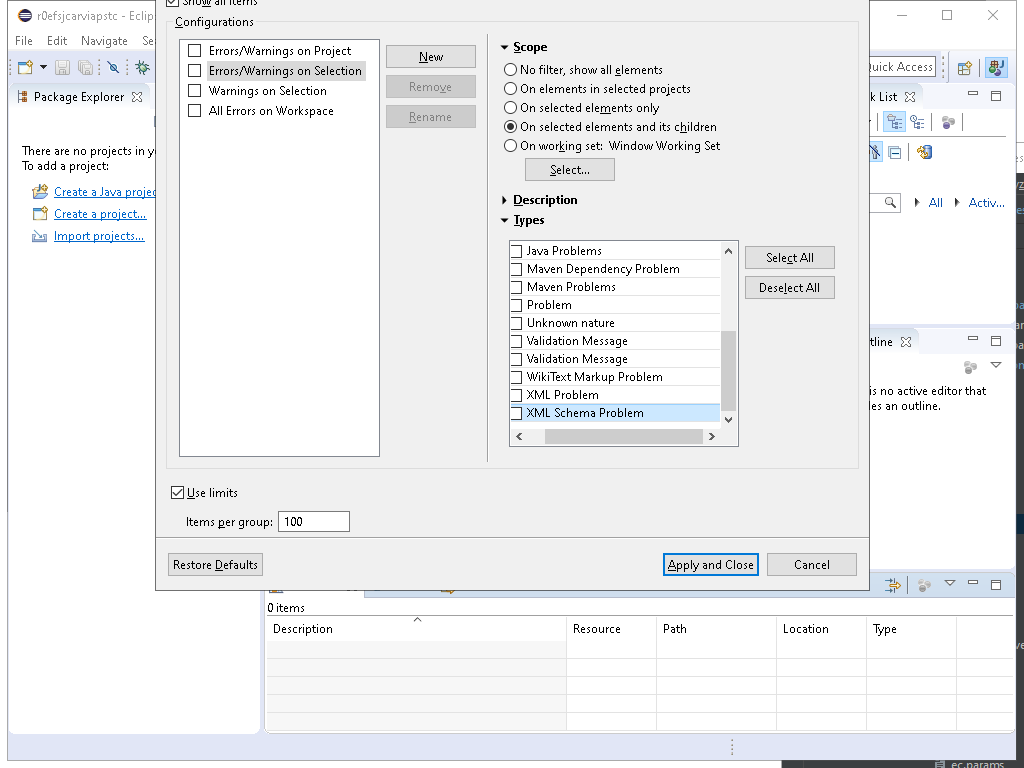 Show all items
r0efsjcarviapstc - Eclips
File Edit Navigate Se
Configurations
Errors/Warnings on Project
Errors/Warnings on Selection
Warnings on Selection
All Errors on Workspace
New
Remove
Rename
Scope
No filter, show all elements
On elements in selected projects
On selected elements only
On selected elements and its children
On working set: Window Working Set
Select...
Description
Types
Java Problems
Maven Dependency Problem
Maven Problems
Problem
Unknown nature
Validation Message
Validation Message
WikiText Markup Problem
XML Problem
XML Schema Problem
Select All
Deselect All
Use limits
Items per group: 100
Restore Defaults
Apply and Close
Cancel
Package Explorer
There are no projects in y
To add a project:
Create a Java projec
Create a project...
Import projects...
Quick Access
k List
All
Activ...
tline
is no active editor that
les an outline.
0 items
Description Resource Path Location Type
ec.params